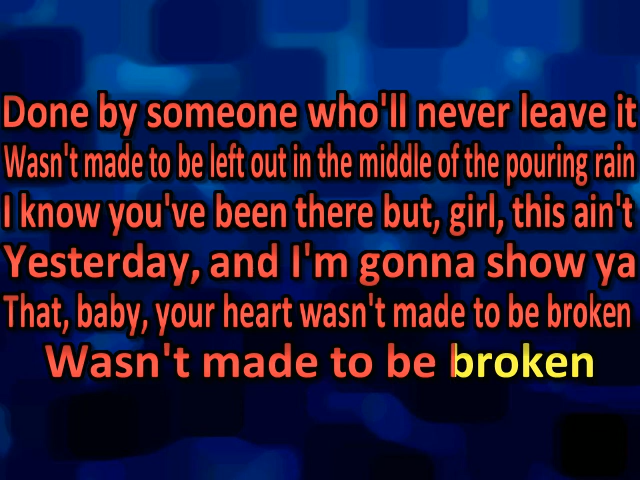 Done by someone who'll never leave it
Wasn't made to be left out in the middle of the pouring rain
I know you've been there but, girl, this ain't
Yesterday, and I'm gonna show ya
That, baby, your heart wasn't made to be broken
Wasn't made to be broken